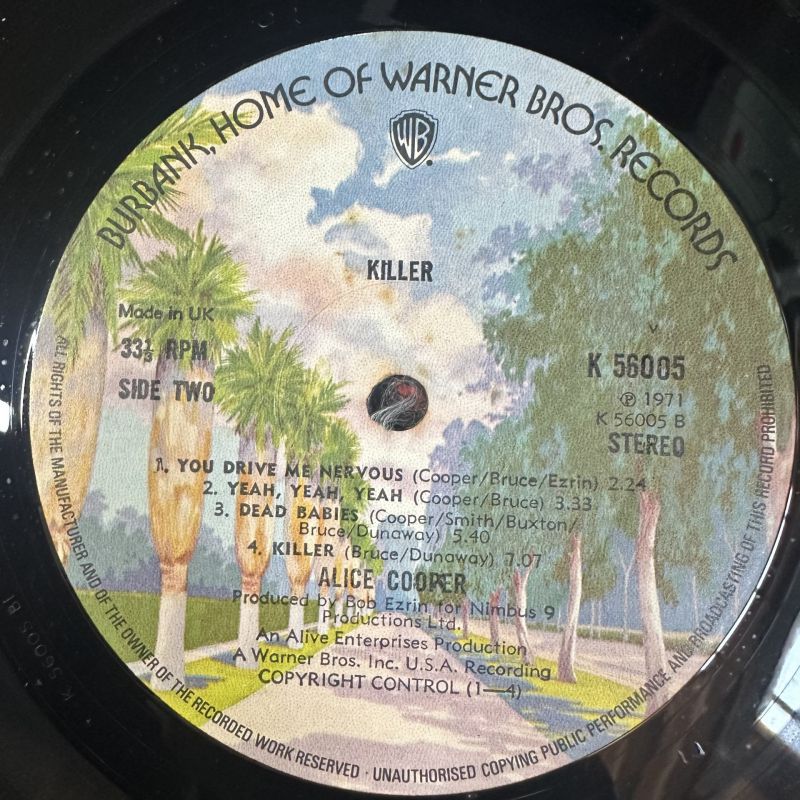 BURBANK, HOME OF WARNER BROS. RECORDS
WB
KILLER
Made in UK
33⅓ RPM
SIDE TWO
K 56005
℗ 1971
K 56005 B
STEREO
1. YOU DRIVE ME NERVOUS (Cooper/Bruce/Ezrin) 2.24
2. YEAH, YEAH, YEAH (Cooper/Bruce) 3.33
3. DEAD BABIES (Cooper/Smith/Buxton/
Bruce/Dunaway) 5.40
4. KILLER (Bruce/Dunaway) 7.07
ALICE COOPER
Produced by Bob Ezrin for Nimbus 9
Productions Ltd.
An Alive Enterprises Production
A Warner Bros. Inc. U.S.A. Recording
COPYRIGHT CONTROL (1—4)
ALL RIGHTS OF THE MANUFACTURER AND OF THE OWNER OF THE RECORDED WORK RESERVED · UNAUTHORISED COPYING PUBLIC PERFORMANCE AND BROADCASTING OF THIS RECORD PROHIBITED
K 56005 B1